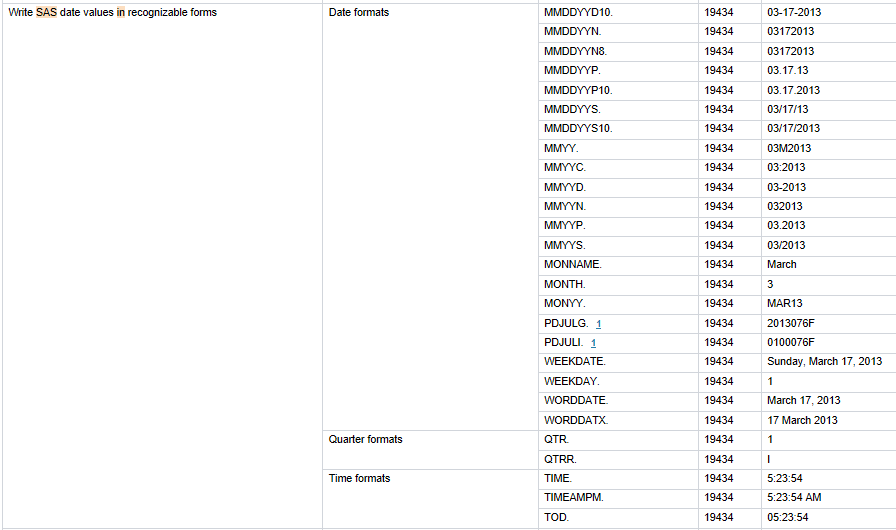 Write SAS date values in recognizable forms Date formats MMDDYYD10. 19434 03-17-2013
MMDDYYN. 19434 03172013
MMDDYYN8. 19434 03172013
MMDDYYP. 19434 03.17.13
MMDDYYP10. 19434 03.17.2013
MMDDYYS. 19434 03/17/13
MMDDYYS10. 19434 03/17/2013
MMYY. 19434 03M2013
MMYYC. 19434 03:2013
MMYYD. 19434 03-2013
MMYYN. 19434 032013
MMYYP. 19434 03.2013
MMYYS. 19434 03/2013
MONNAME. 19434 March
MONTH. 19434 3
MONYY. 19434 MAR13
PDJULG. 1 19434 2013076F
PDJULI. 1 19434 0100076F
WEEKDATE. 19434 Sunday, March 17, 2013
WEEKDAY. 19434 1
WORDDATE. 19434 March 17, 2013
WORDDATX. 19434 17 March 2013
Quarter formats QTR. 19434 1
QTRR. 19434 I
Time formats TIME. 19434 5:23:54
TIMEAMPM. 19434 5:23:54 AM
TOD. 19434 05:23:54